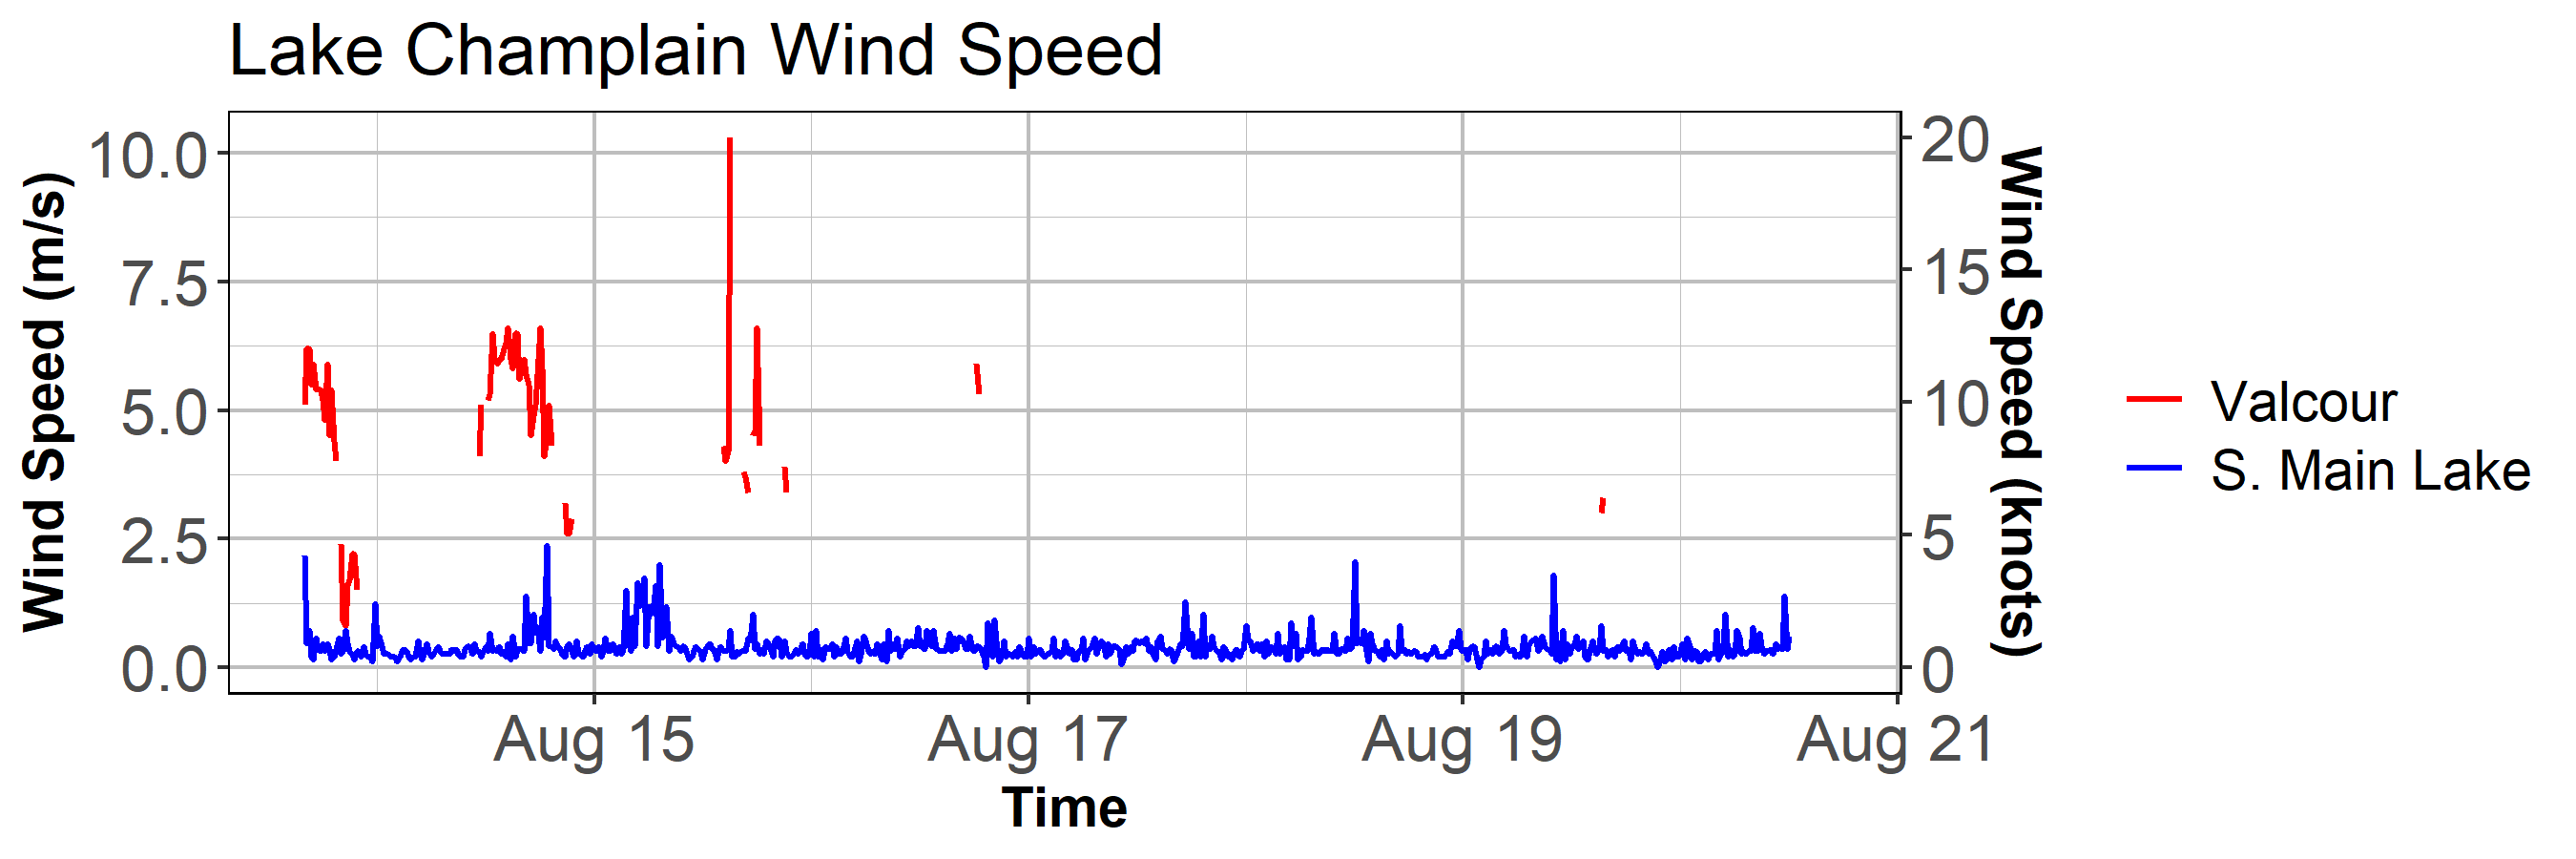 Lake Champlain Wind Speed
Wind Speed (m/s)
10.0
7.5
5.0
2.5
0.0
20
15
10
5
0
Wind Speed (knots)
Aug 15
Aug 17
Aug 19
Aug 21
Time
Valcour
S. Main Lake